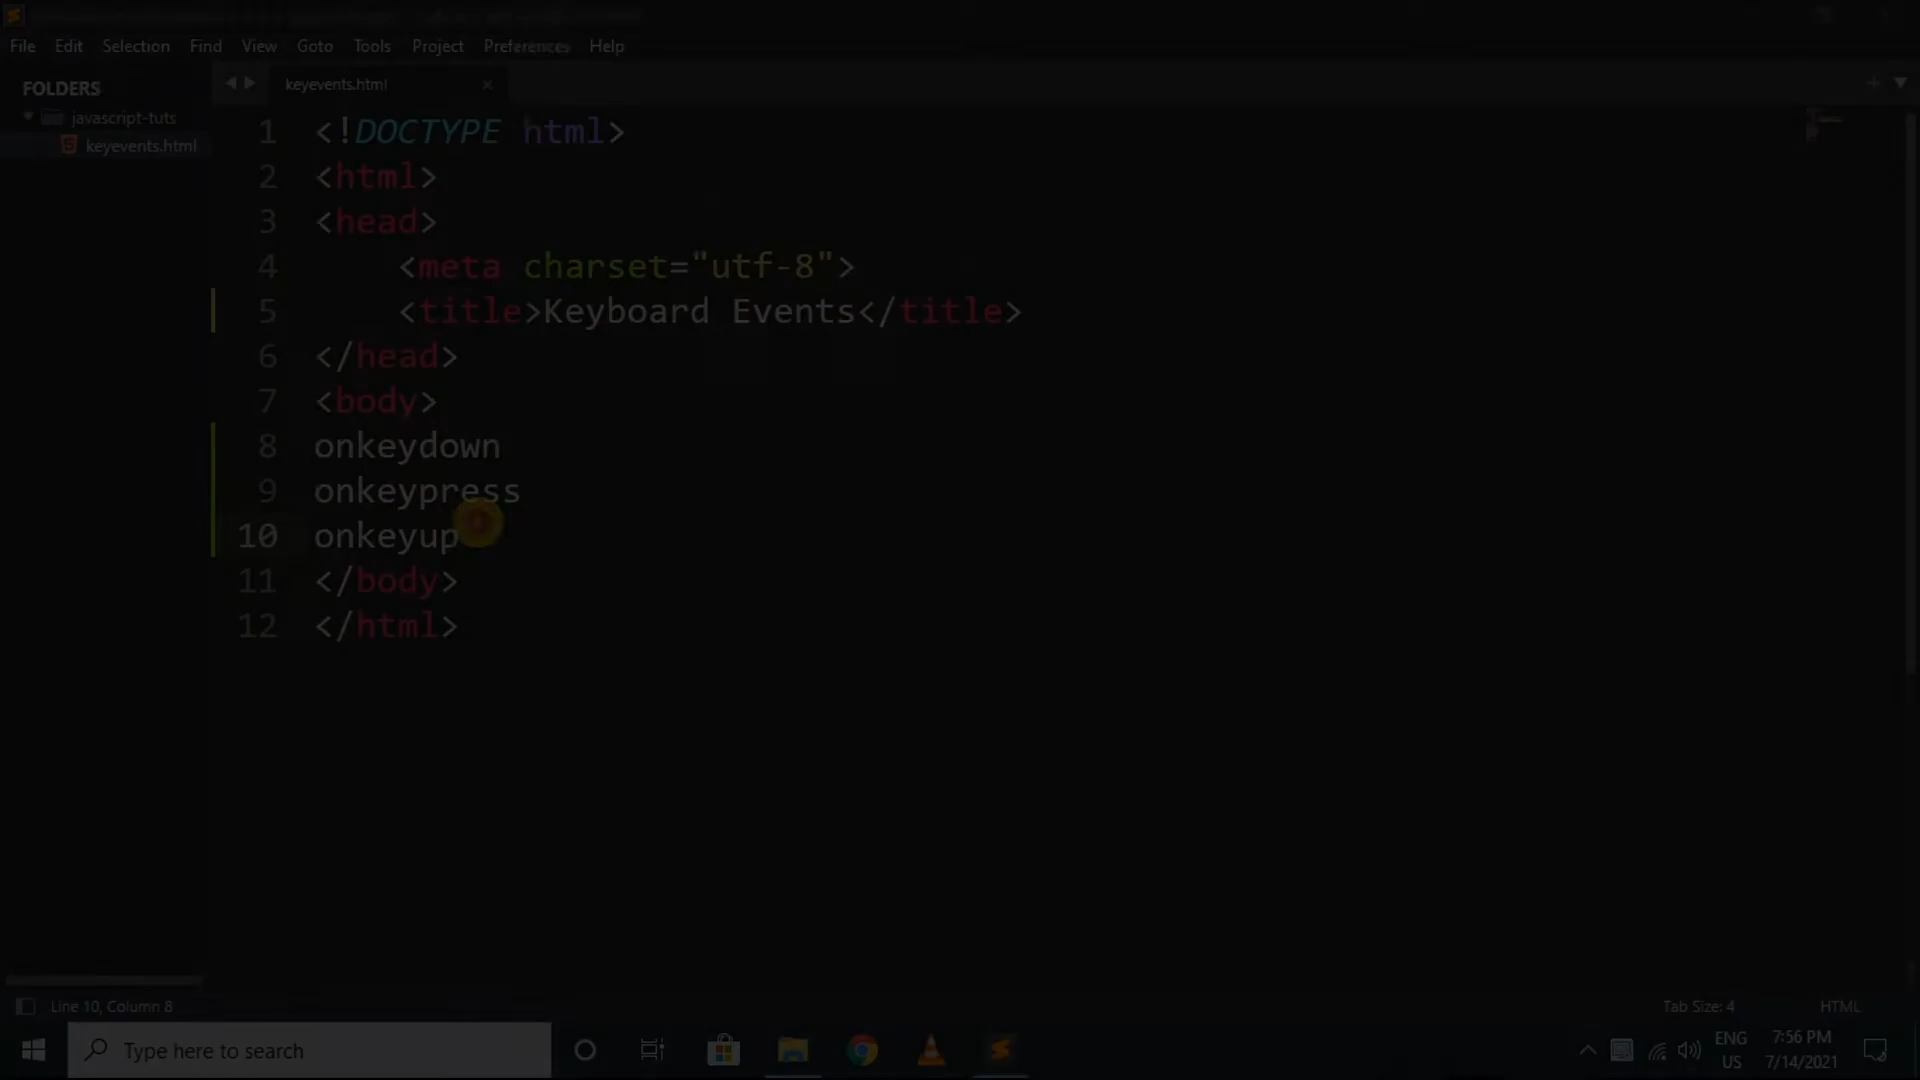 File Edit Selection Find View Goto Tools Project Preferences Help
FOLDERS
javascript-tuts
keyevents.html
keyevents.html
1 <!DOCTYPE html>
2 <html>
3 <head>
4 <meta charset="utf-8">
5 <title>Keyboard Events</title>
6 </head>
7 <body>
8 onkeydown
9 onkeypress
10 onkeyup
11 </body>
12 </html>
Line 10, Column 8
Tab Size: 4
HTML
Type here to search
ENG
US
7:56 PM
7/14/2021